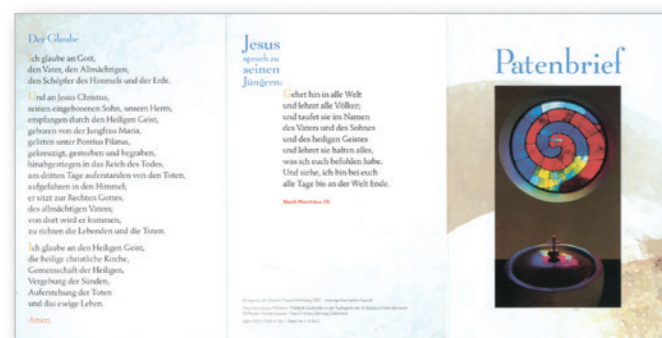 Der Glaube
Ich glaube an Gott,
den Vater, den Allmächtigen,
den Schöpfer des Himmels und der Erde.
Und an Jesus Christus,
seinen eingeborenen Sohn, unsern Herrn,
empfangen durch den Heiligen Geist,
geboren von der Jungfrau Maria,
gelitten unter Pontius Pilatus,
gekreuzigt, gestorben und begraben,
hinabgestiegen in das Reich des Todes,
am dritten Tage auferstanden von den Toten,
aufgefahren in den Himmel;
er sitzt zur Rechten Gottes,
des allmächtigen Vaters;
von dort wird er kommen,
zu richten die Lebenden und die Toten.
Ich glaube an den Heiligen Geist,
die heilige christliche Kirche,
Gemeinschaft der Heiligen,
Vergebung der Sünden,
Auferstehung der Toten
und das ewige Leben.
Amen.
Jesus
sprach zu
seinen
Jüngern:
Gehet hin in alle Welt
und lehret alle Völker;
und taufet sie im Namen
des Vaters und des Sohnes
und des heiligen Geistes
und lehret sie halten alles,
was ich euch befohlen habe.
Und siehe, ich bin bei euch
alle Tage bis an der Welt Ende.
Nach Matthäus 28
Patenbrief